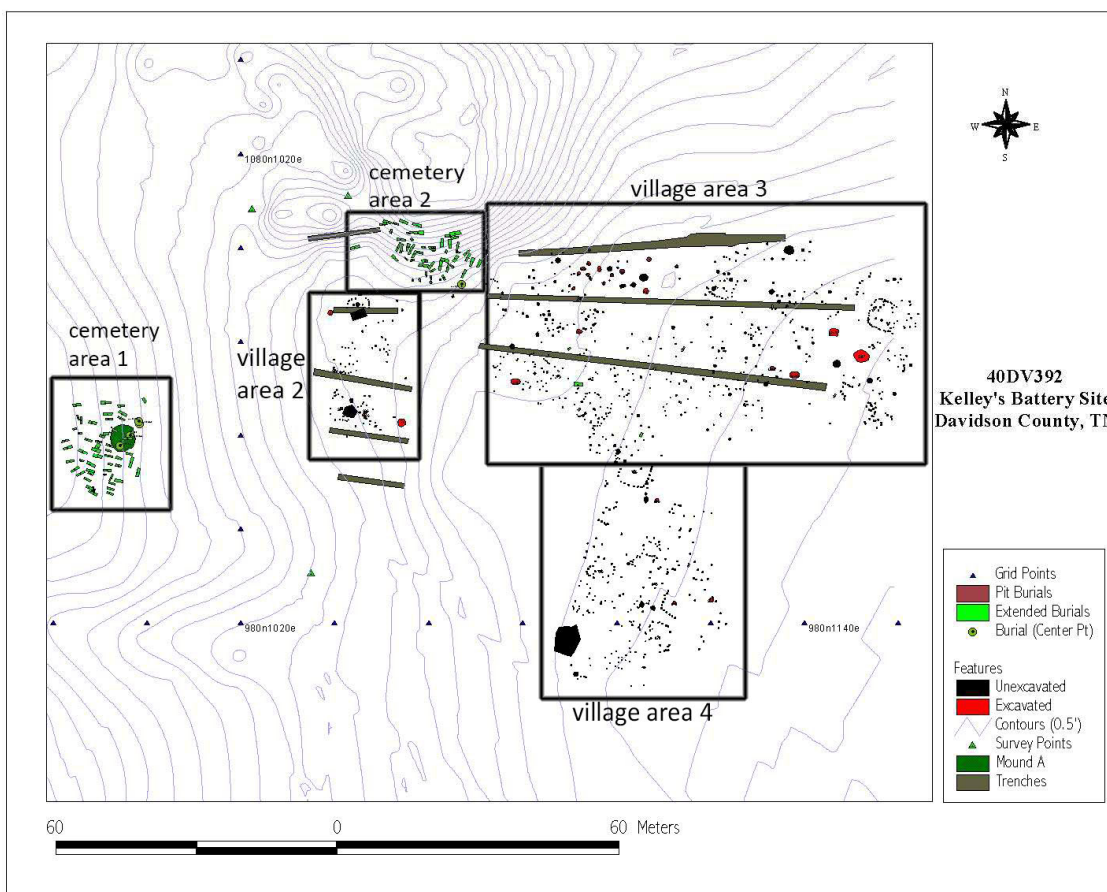 N
W
E
S
1080n1020e
cemetery
area 2
village area 3
cemetery
area 1
village
area 2
40DV392
Kelley's Battery Site
Davidson County, TN
980n1020e
980n1140e
village area 4
Grid Points
Pit Burials
Extended Burials
Burial (Center Pt)
Features
Unexcavated
Excavated
Contours (0.5')
Survey Points
Mound A
Trenches
60
0
60 Meters